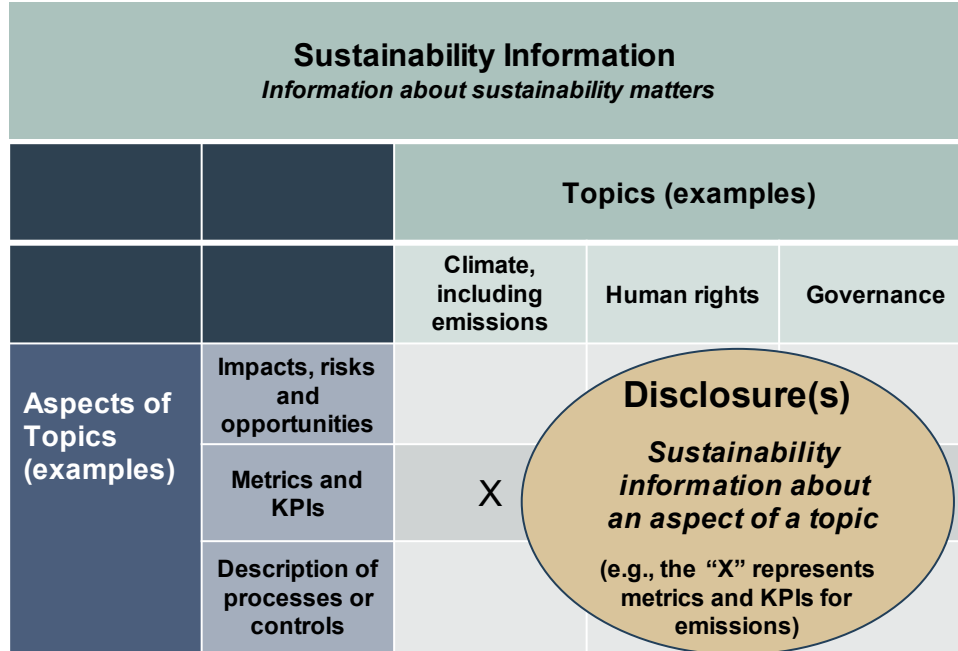 Sustainability Information
Information about sustainability matters
Topics (examples)
Climate,
including
emissions
Human rights
Governance
Aspects of
Topics
(examples)
Impacts, risks
and
opportunities
Metrics and
KPIs
X
Description of
processes or
controls
Disclosure(s)
Sustainability
information about
an aspect of a topic
(e.g., the “X” represents
metrics and KPIs for
emissions)